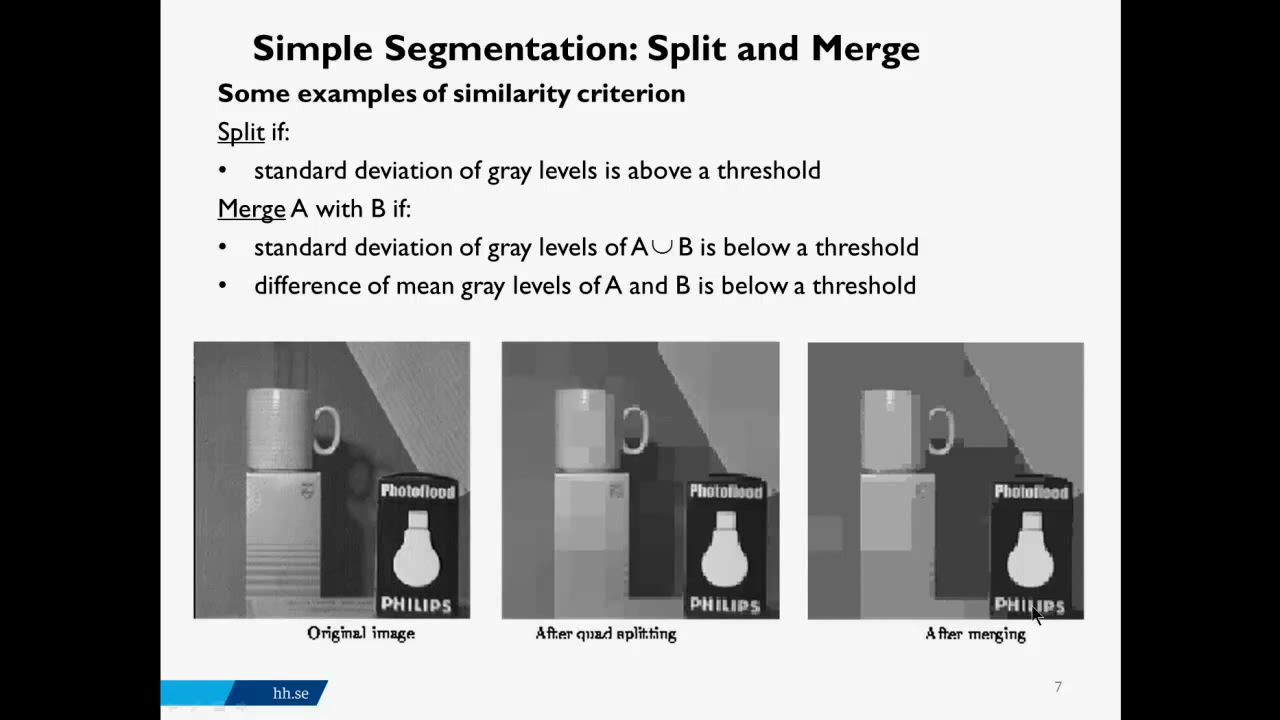 Simple Segmentation: Split and Merge
Some examples of similarity criterion
Split if:
• standard deviation of gray levels is above a threshold
Merge A with B if:
• standard deviation of gray levels of A∪B is below a threshold
• difference of mean gray levels of A and B is below a threshold
Photoflood Photoflood Photoflood
PHILIPS PHILIPS PHILIPS
Original image After quad splitting After merging
hh.se 7